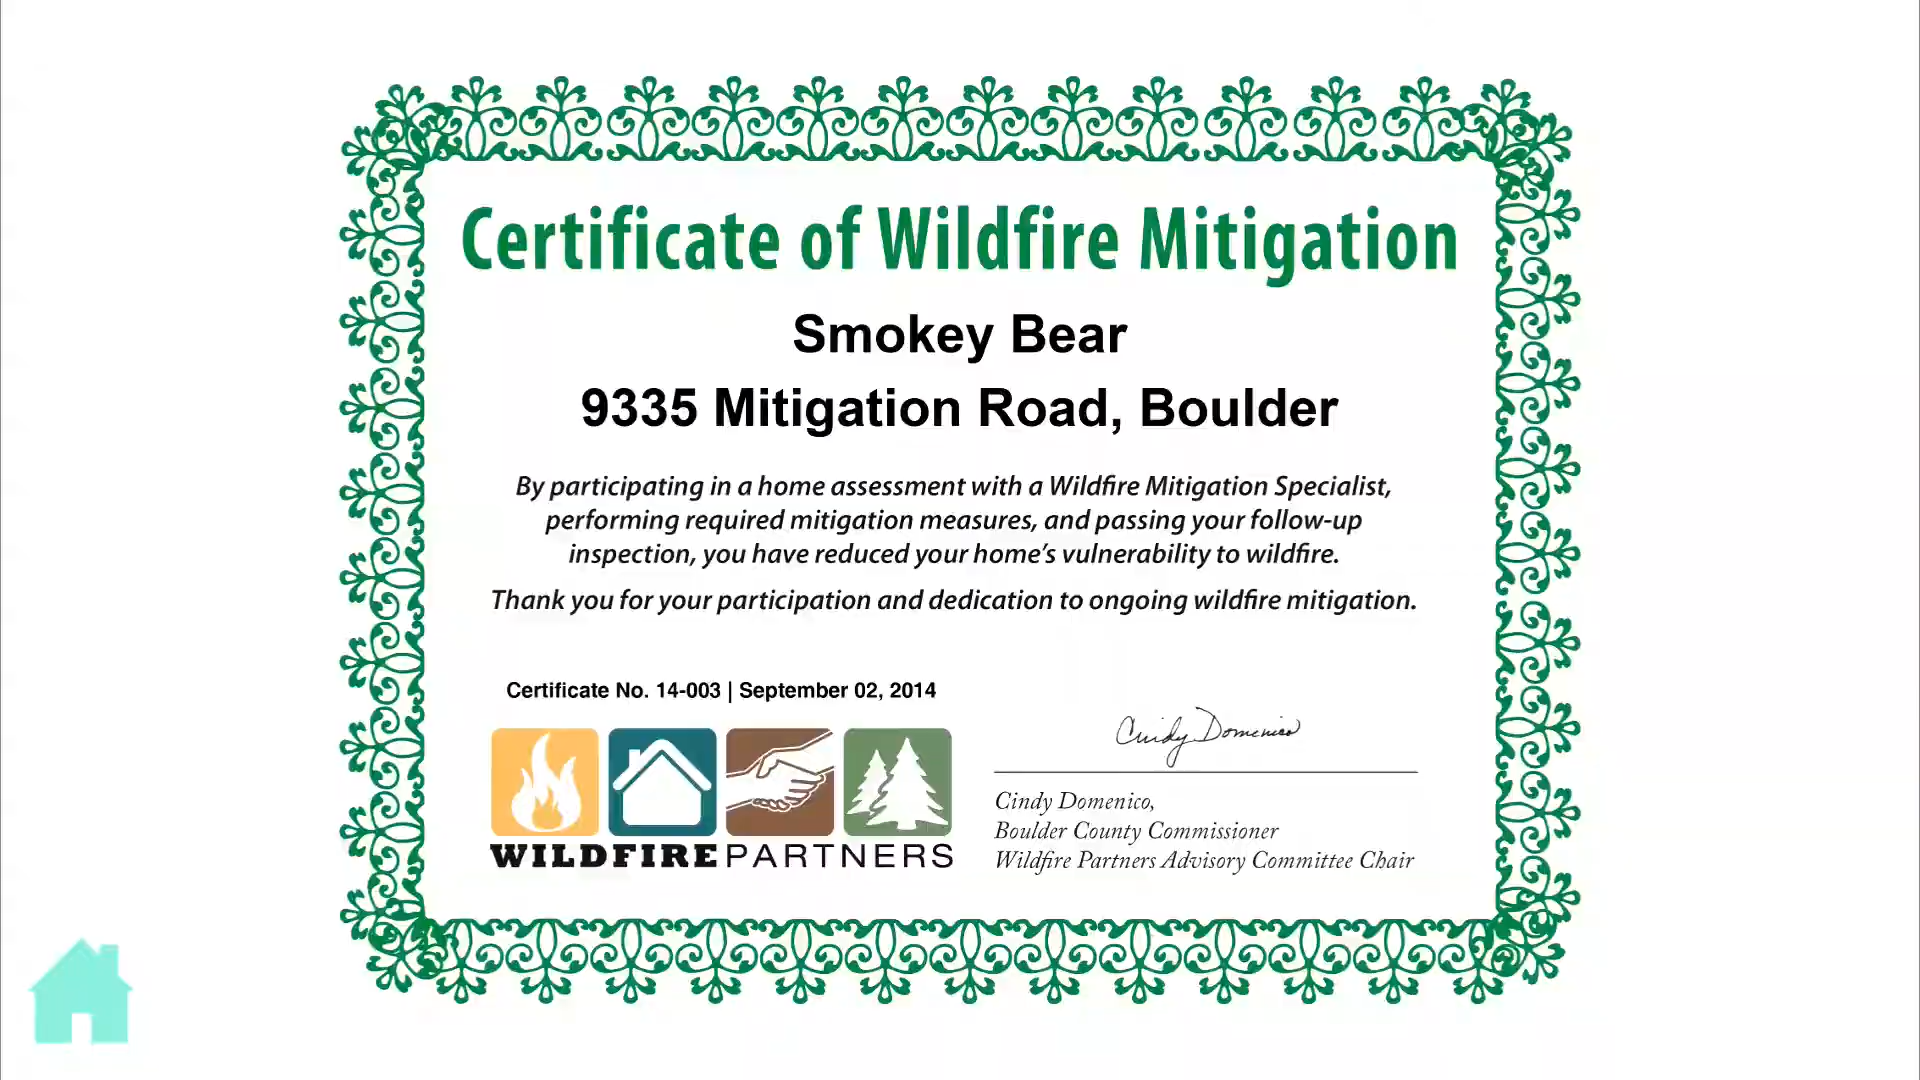 Certificate of Wildfire Mitigation
Smokey Bear
9335 Mitigation Road, Boulder
By participating in a home assessment with a Wildfire Mitigation Specialist,
performing required mitigation measures, and passing your follow-up
inspection, you have reduced your home's vulnerability to wildfire.
Thank you for your participation and dedication to ongoing wildfire mitigation.
Certificate No. 14-003 | September 02, 2014
WILDFIREPARTNERS
Cindy Domenico
Cindy Domenico,
Boulder County Commissioner
Wildfire Partners Advisory Committee Chair